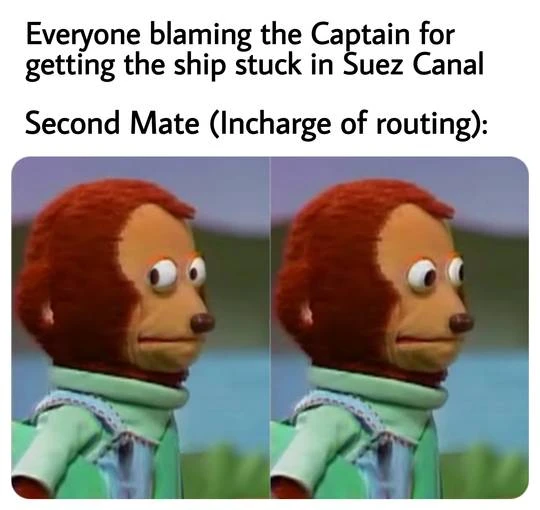 Everyone blaming the Captain for
getting the ship stuck in Suez Canal
Second Mate (Incharge of routing):